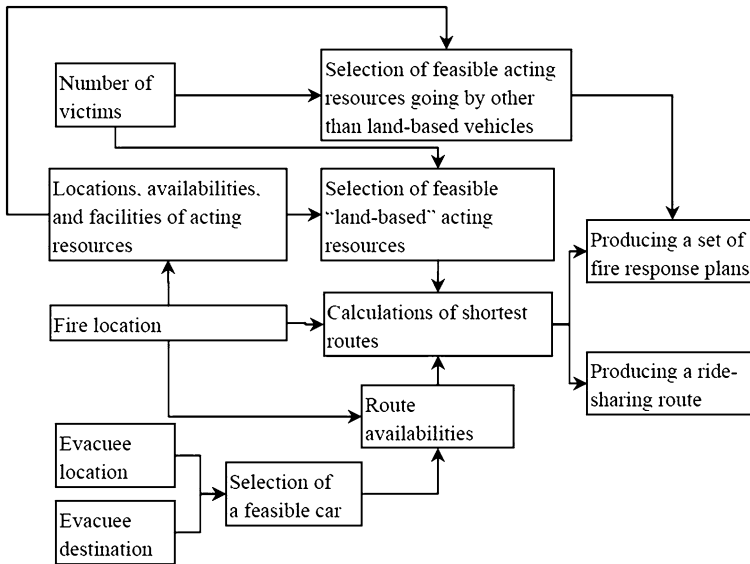 Number of
victims
Selection of feasible acting
resources going by other
than land-based vehicles
Locations, availabilities,
and facilities of acting
resources
Selection of feasible
“land-based” acting
resources
Producing a set of
fire response plans
Fire location
Calculations of shortest
routes
Producing a ride-
sharing route
Route
availabilities
Evacuee
location
Selection of
a feasible car
Evacuee
destination